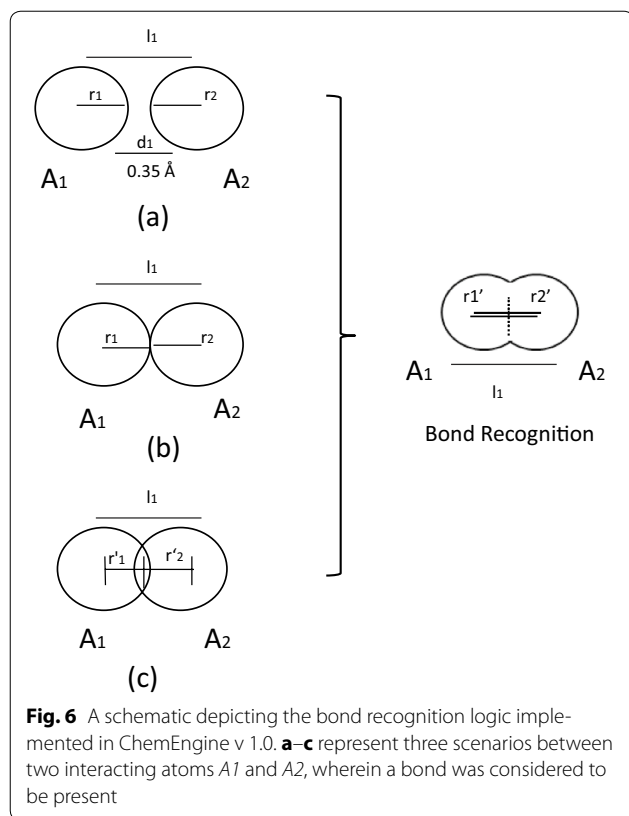 l1
r1 r2
d1
0.35 Å
A1 A2
(a)
l1
r1 r2
A1 A2
(b)
l1
r'1 r‘2
A1 A2
(c)
r1’ r2’
A1 A2
l1
Bond Recognition
Fig. 6 A schematic depicting the bond recognition logic imple-
mented in ChemEngine v 1.0. a–c represent three scenarios between
two interacting atoms A1 and A2, wherein a bond was considered to
be present